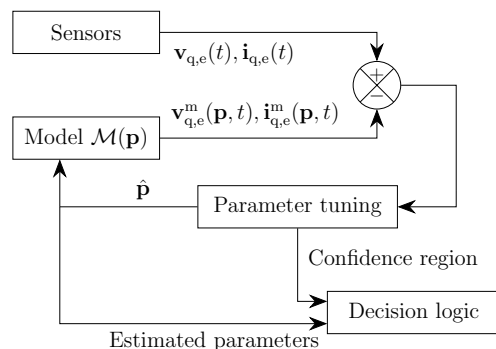 Sensors
v_{q,e}(t), i_{q,e}(t)
+
−
v^m_{q,e}(p, t), i^m_{q,e}(p, t)
Model M(p)
p̂
Parameter tuning
Confidence region
Decision logic
Estimated parameters